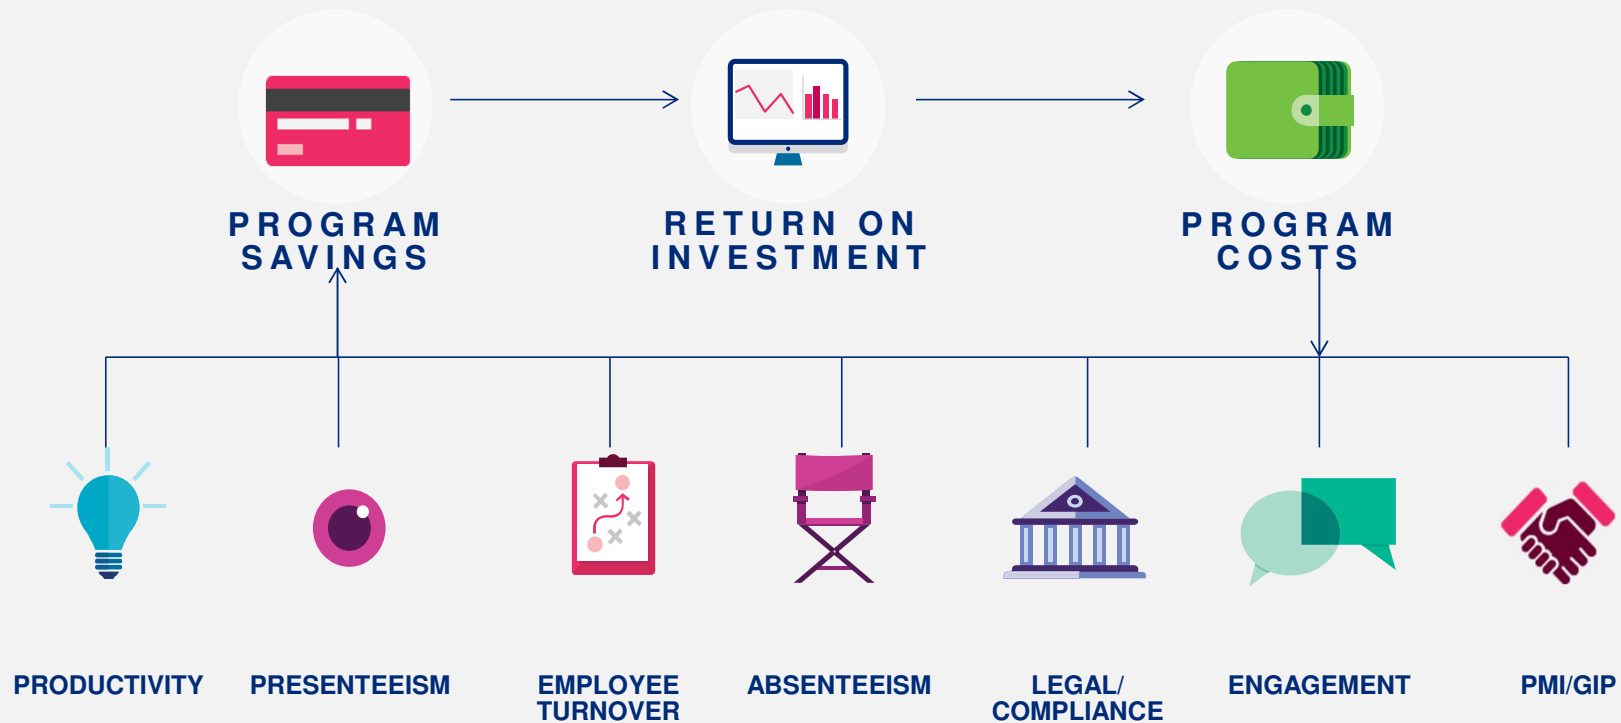 PROGRAM
SAVINGS
RETURN ON
INVESTMENT
PROGRAM
COSTS
PRODUCTIVITY
PRESENTEEISM
EMPLOYEE
TURNOVER
ABSENTEEISM
LEGAL/
COMPLIANCE
ENGAGEMENT
PMI/GIP